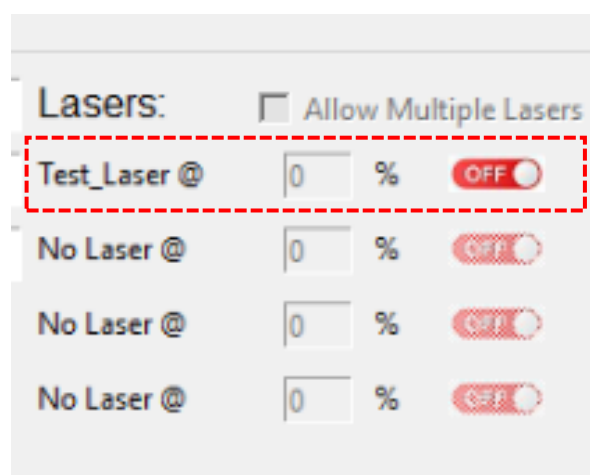 Lasers: Allow Multiple Lasers
Test_Laser @ 0 % OFF
No Laser @ 0 % OFF
No Laser @ 0 % OFF
No Laser @ 0 % OFF